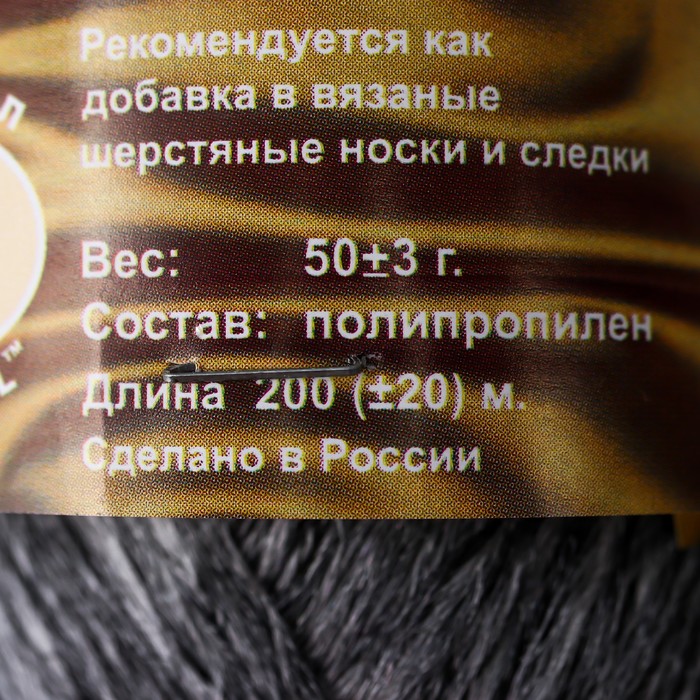 Рекомендуется как
добавка в вязаные
шерстяные носки и следки
Вес: 50±3 г.
Состав: полипропилен
Длина 200 (±20) м.
Сделано в России